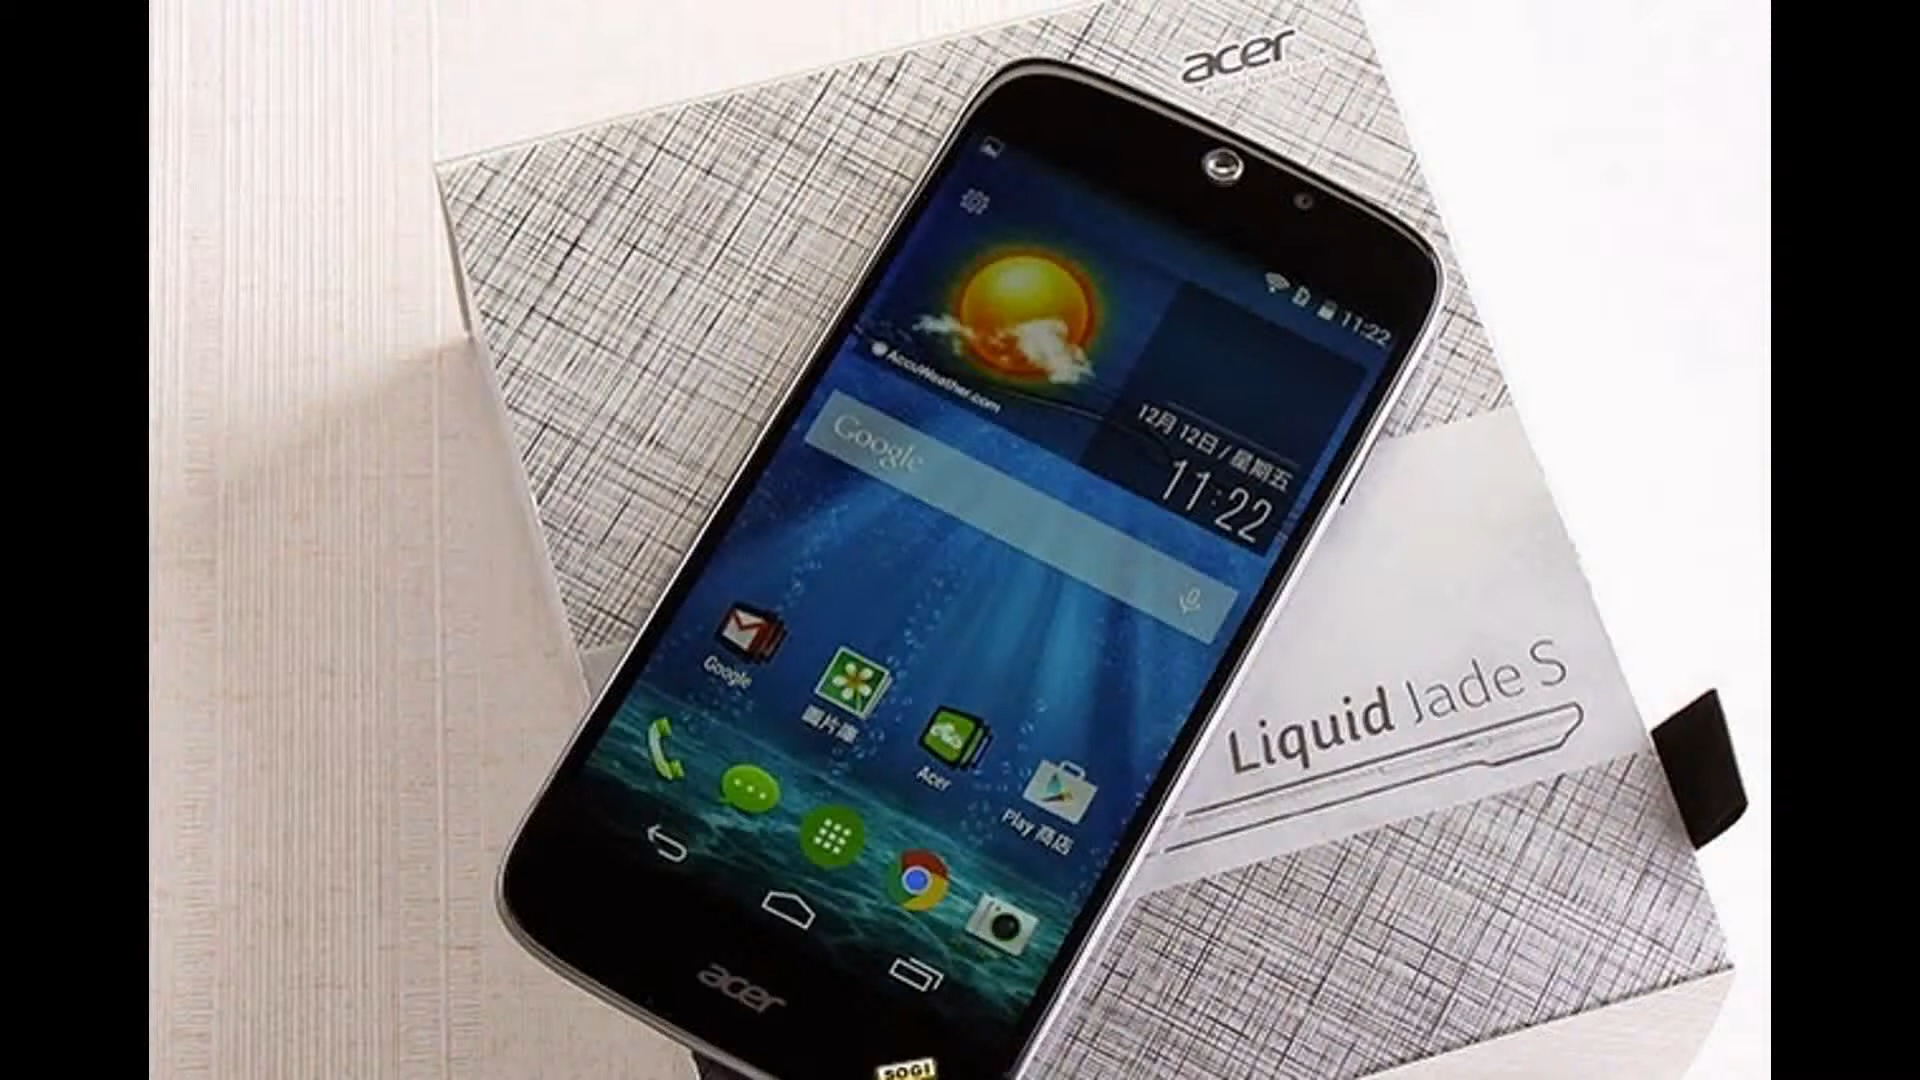 acer
11:22
AccuWeather.com
12月 12日 / 星期五
11:22
Google
Google
圖片庫
Acer
Play 商店
acer
Liquid Jade S
SOGI